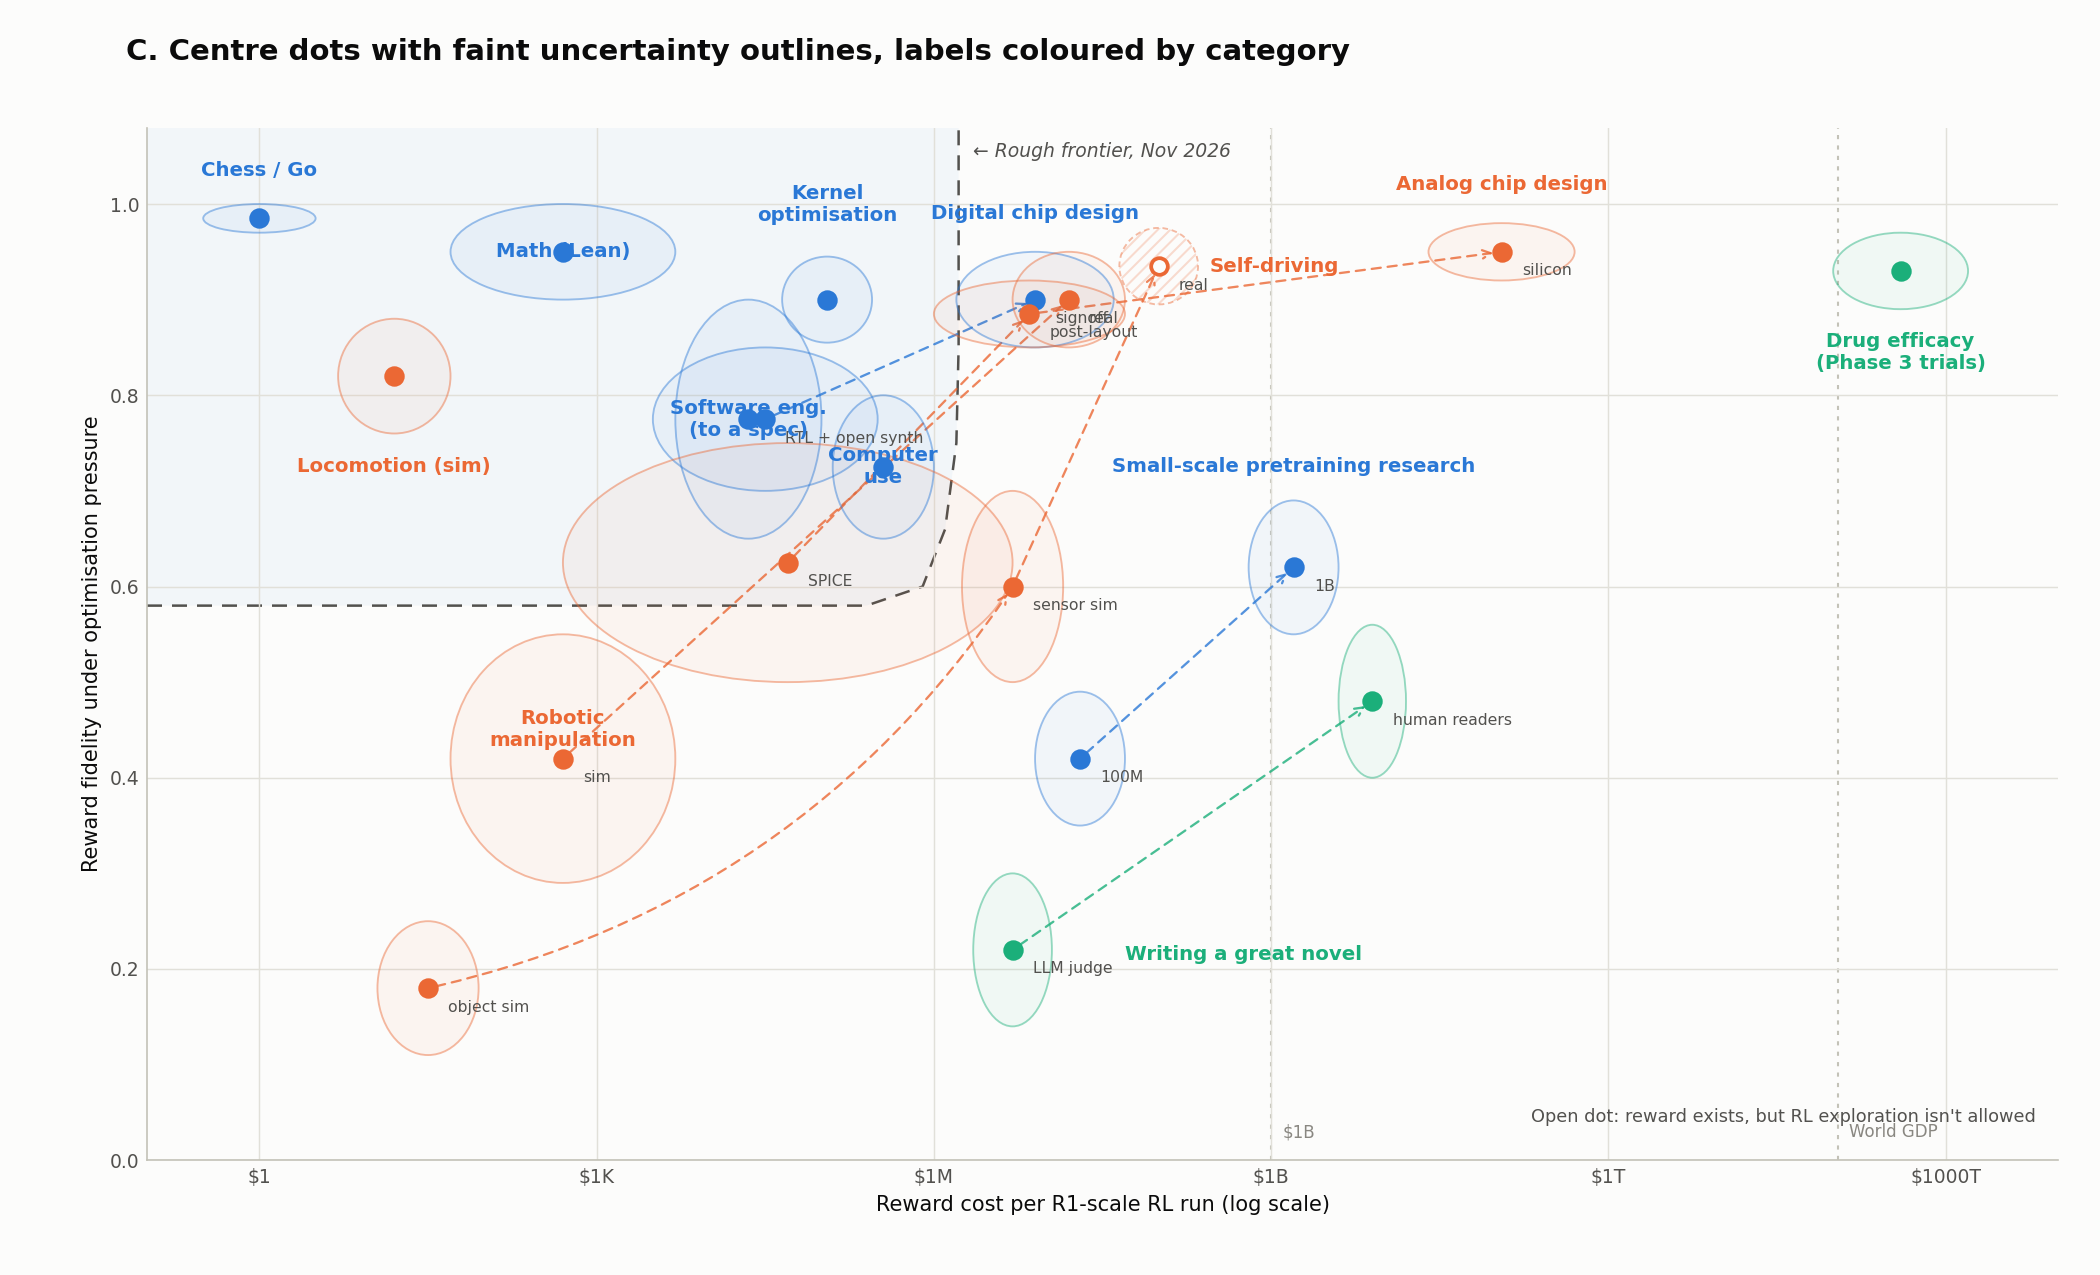 C. Centre dots with faint uncertainty outlines, labels coloured by category
← Rough frontier, Nov 2026
Chess / Go
Analog chip design
Kernel
optimisation
Digital chip design
1.0
Math (Lean)
Self-driving
silicon
real
signoff
real
post-layout
Drug efficacy
(Phase 3 trials)
0.8
Software eng.
(to a spec)
RTL + open synth
Computer
use
Locomotion (sim)
Small-scale pretraining research
SPICE
0.6
1B
sensor sim
Robotic
manipulation
human readers
sim
0.4
100M
Writing a great novel
LLM judge
0.2
object sim
Open dot: reward exists, but RL exploration isn't allowed
$1B
World GDP
0.0
$1
$1K
$1M
$1B
$1T
$1000T
Reward cost per R1-scale RL run (log scale)
Reward fidelity under optimisation pressure